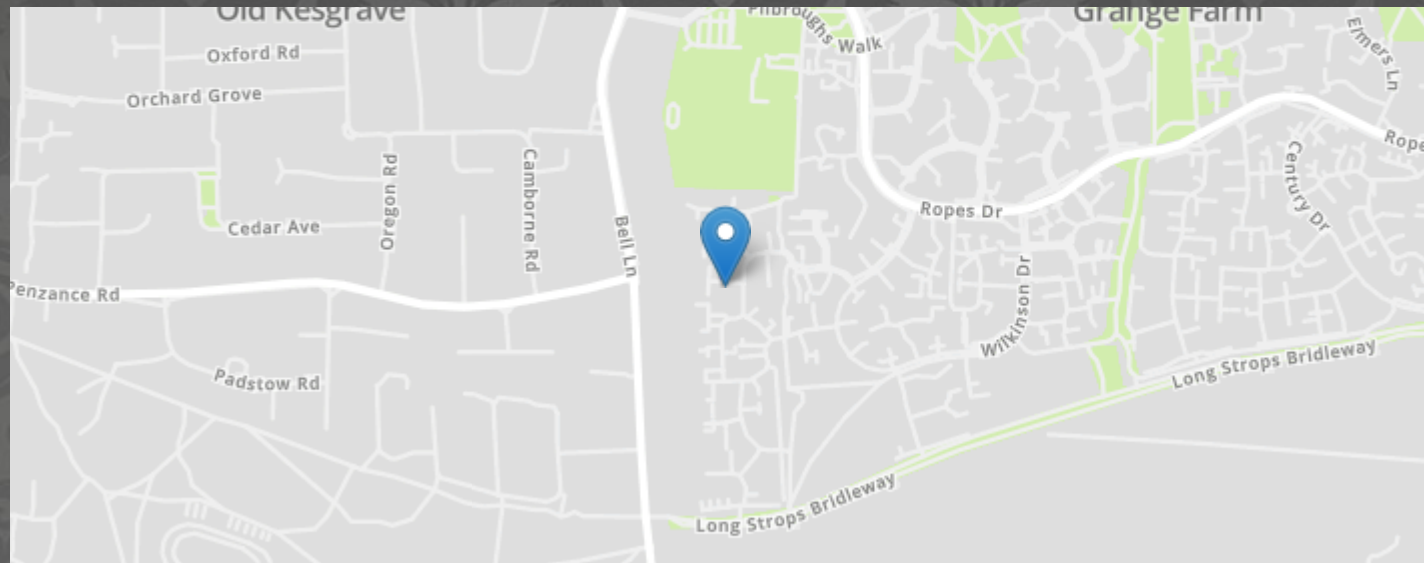 Old Kesgrave
Grange Farm
Pilbroughs Walk
Elmers Ln
Oxford Rd
Orchard Grove
Oregon Rd
Camborne Rd
Cedar Ave
Bell Ln
Ropes Dr
Century Dr
Rope
Penzance Rd
Wilkinson Dr
Padstow Rd
Long Strops Bridleway
Long Strops Bridleway